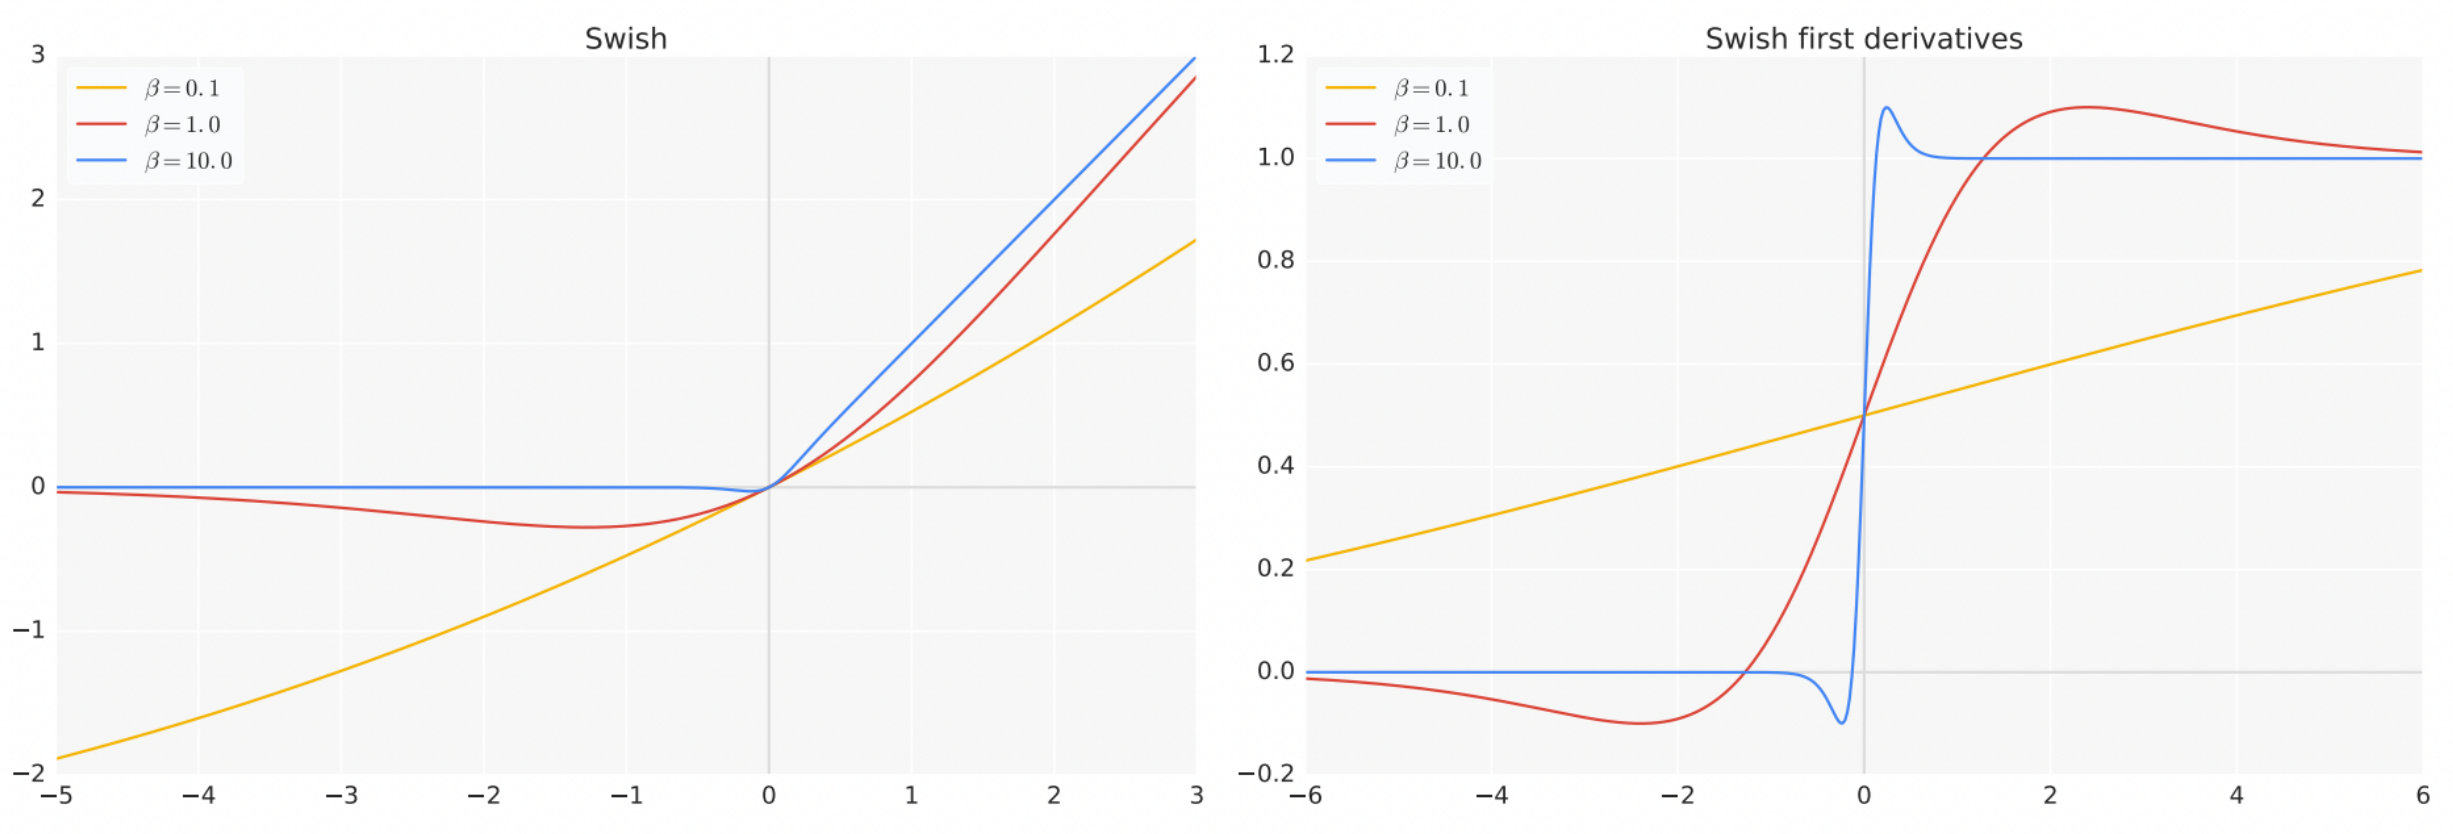 Swish
3
2
1
0
−1
−2
−5 −4 −3 −2 −1 0 1 2 3
β=0.1
β=1.0
β=10.0
Swish first derivatives
1.2
1.0
0.8
0.6
0.4
0.2
0.0
−0.2
−6 −4 −2 0 2 4 6
β=0.1
β=1.0
β=10.0